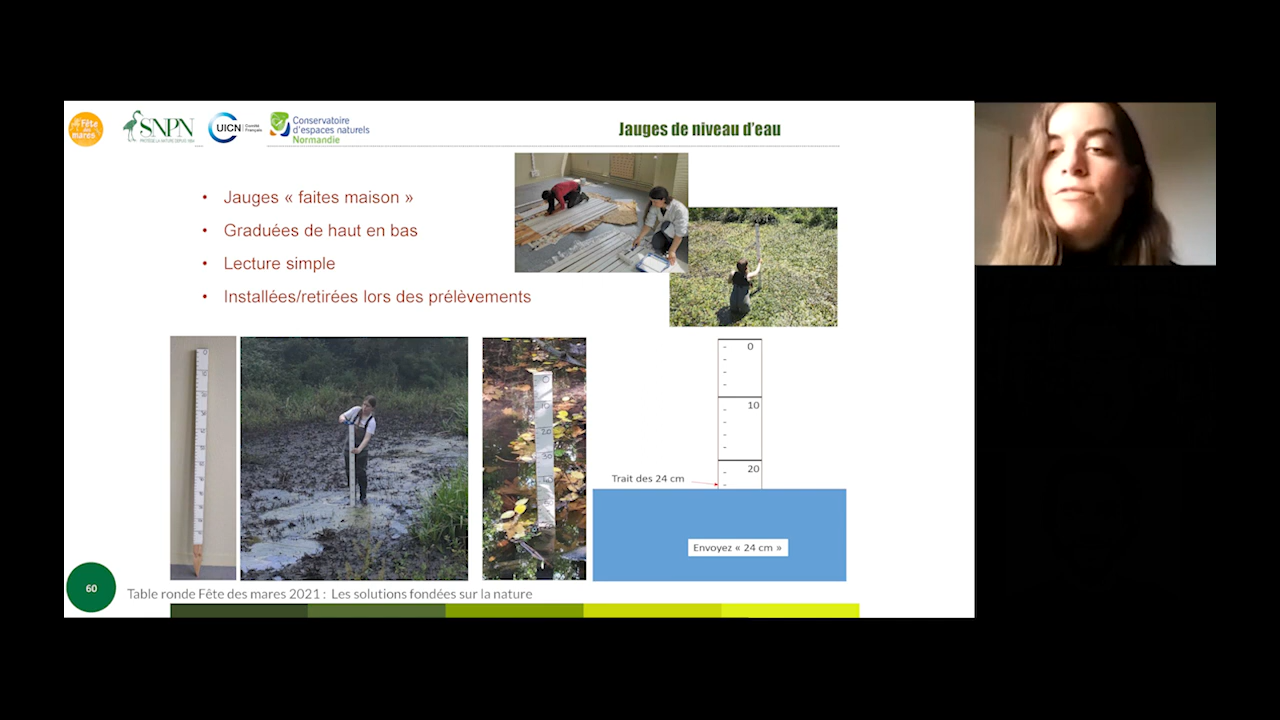 Fête
des
mares
SNPN
UICN
Comité
Français
Conservatoire
d'espaces naturels
Normandie
Jauges de niveau d'eau
• Jauges « faites maison »
• Graduées de haut en bas
• Lecture simple
• Installées/retirées lors des prélèvements
0
10
20
Trait des 24 cm
Envoyez « 24 cm »
60
Table ronde Fête des mares 2021 : Les solutions fondées sur la nature